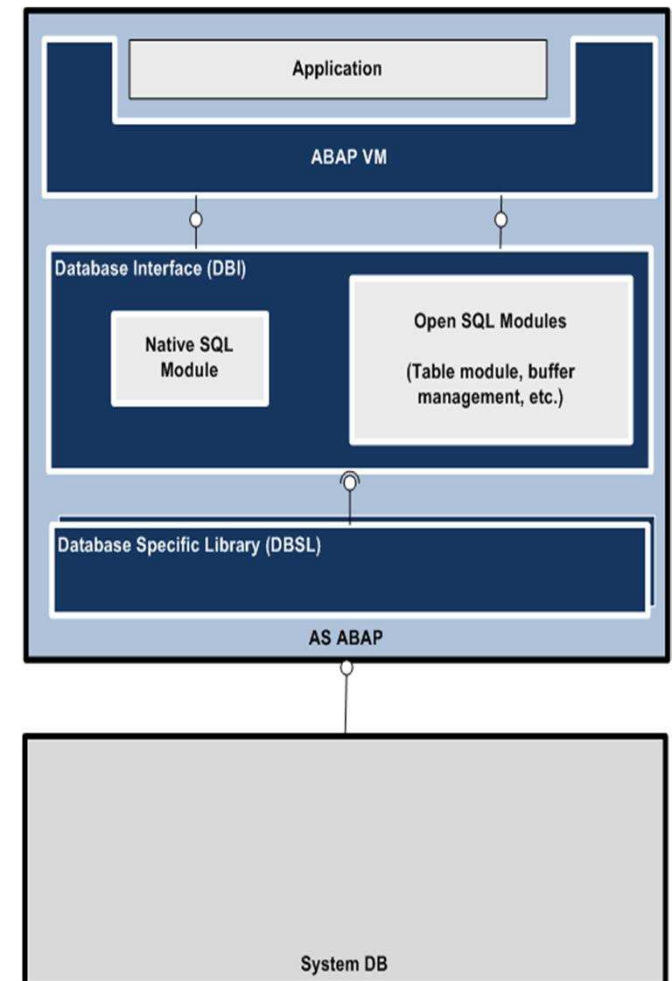 Application
ABAP VM
Database Interface (DBI)
Native SQL
Module
Open SQL Modules
(Table module, buffer
management, etc.)
Database Specific Library (DBSL)
AS ABAP
System DB